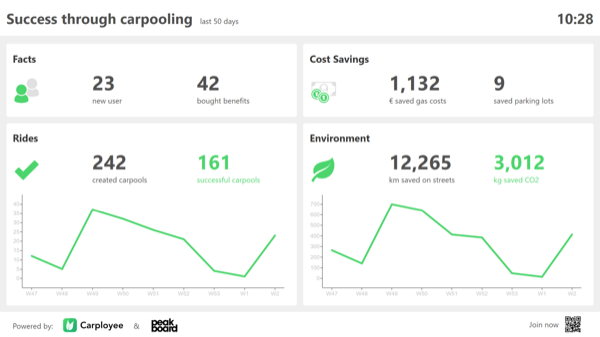 Success through carpooling last 50 days
10:28
Facts
23
new user
42
bought benefits
Cost Savings
1,132
€ saved gas costs
9
saved parking lots
Rides
242
created carpools
161
successful carpools
40
35
30
25
20
15
10
5
0
W47 W48 W49 W50 W51 W52 W53 W1 W2
Environment
12,265
km saved on streets
3,012
kg saved CO2
700
600
500
400
300
200
100
0
W47 W48 W49 W50 W51 W52 W53 W1 W2
Powered by: Carployee & peakboard
Join now